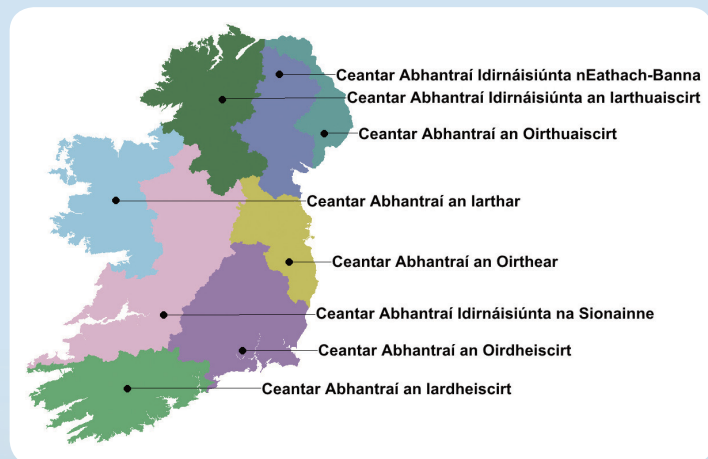 Ceantar Abhantraí Idirnáisiúnta nEathach-Banna
Ceantar Abhantraí Idirnáisiúnta an Iarthuaiscirt
Ceantar Abhantraí an Oirthuaiscirt
Ceantar Abhantraí an Iarthar
Ceantar Abhantraí an Oirthear
Ceantar Abhantraí Idirnáisiúnta na Sionainne
Ceantar Abhantraí an Oirdheiscirt
Ceantar Abhantraí an Iardheiscirt